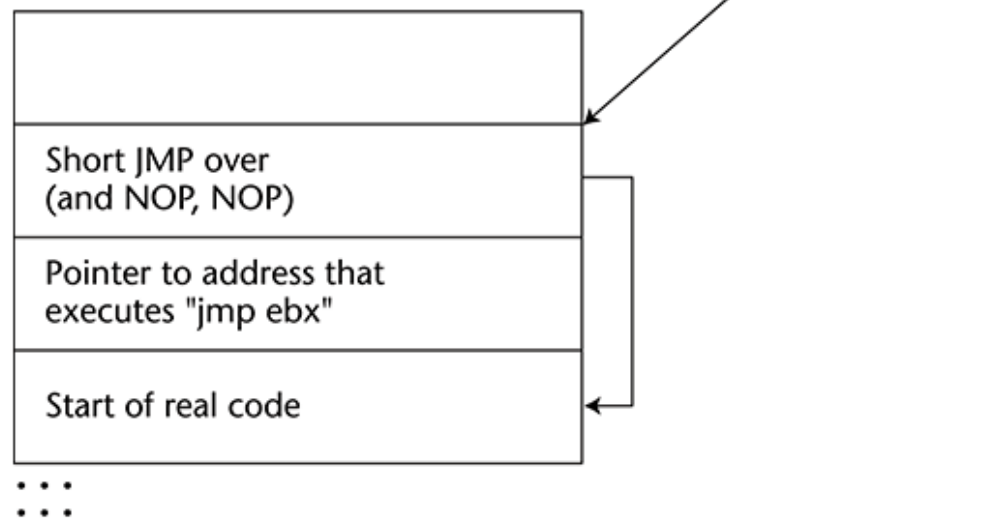 Short JMP over
(and NOP, NOP)
Pointer to address that
executes "jmp ebx"
Start of real code